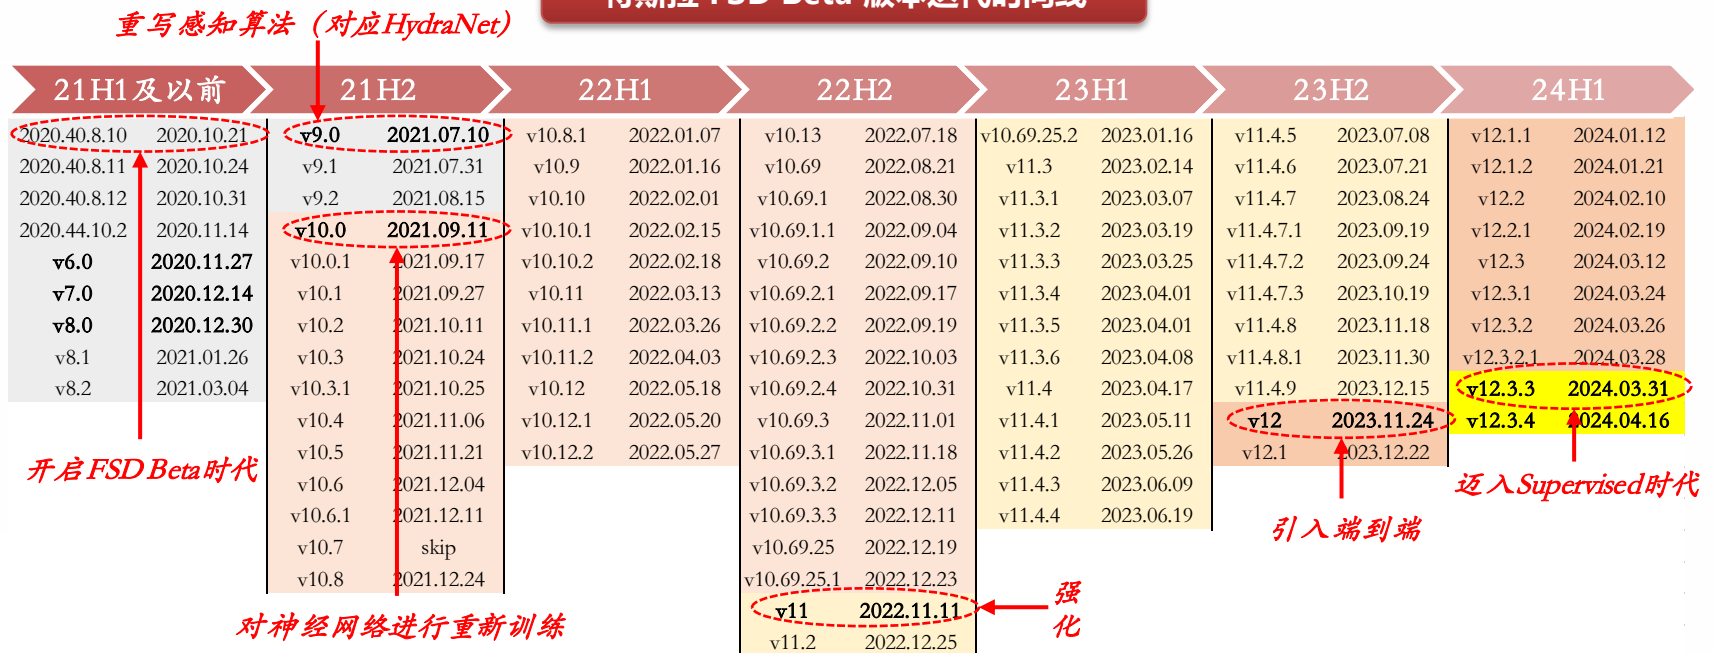 特斯拉 FSD Beta 版本迭代时间线
重写感知算法（对应HydraNet）
21H1及以前 21H2 22H1 22H2 23H1 23H2 24H1
2020.40.8.10 2020.10.21 v9.0 2021.07.10 v10.8.1 2022.01.07 v10.13 2022.07.18 v10.69.25.2 2023.01.16 v11.4.5 2023.07.08 v12.1.1 2024.01.12
2020.40.8.11 2020.10.24 v9.1 2021.07.31 v10.9 2022.01.16 v10.69 2022.08.21 v11.3 2023.02.14 v11.4.6 2023.07.21 v12.1.2 2024.01.21
2020.40.8.12 2020.10.31 v9.2 2021.08.15 v10.10 2022.02.01 v10.69.1 2022.08.30 v11.3.1 2023.03.07 v11.4.7 2023.08.24 v12.2 2024.02.10
2020.44.10.2 2020.11.14 v10.0 2021.09.11 v10.10.1 2022.02.15 v10.69.1.1 2022.09.04 v11.3.2 2023.03.19 v11.4.7.1 2023.09.19 v12.2.1 2024.02.19
v6.0 2020.11.27 v10.0.1 2021.09.17 v10.10.2 2022.02.18 v10.69.2 2022.09.10 v11.3.3 2023.03.25 v11.4.7.2 2023.09.24 v12.3 2024.03.12
v7.0 2020.12.14 v10.1 2021.09.27 v10.11 2022.03.13 v10.69.2.1 2022.09.17 v11.3.4 2023.04.01 v11.4.7.3 2023.10.19 v12.3.1 2024.03.24
v8.0 2020.12.30 v10.2 2021.10.11 v10.11.1 2022.03.26 v10.69.2.2 2022.09.19 v11.3.5 2023.04.01 v11.4.8 2023.11.18 v12.3.2 2024.03.26
v8.1 2021.01.26 v10.3 2021.10.24 v10.11.2 2022.04.03 v10.69.2.3 2022.10.03 v11.3.6 2023.04.08 v11.4.8.1 2023.11.30 v12.3.2.1 2024.03.28
v8.2 2021.03.04 v10.3.1 2021.10.25 v10.12 2022.05.18 v10.69.2.4 2022.10.31 v11.4 2023.04.17 v11.4.9 2023.12.15 v12.3.3 2024.03.31
v10.4 2021.11.06 v10.12.1 2022.05.20 v10.69.3 2022.11.01 v11.4.1 2023.05.11 v12 2023.11.24 v12.3.4 2024.04.16
v10.5 2021.11.21 v10.12.2 2022.05.27 v10.69.3.1 2022.11.18 v11.4.2 2023.05.26 v12.1 2023.12.22
开启FSD Beta时代
v10.6 2021.12.04 v10.69.3.2 2022.12.05 v11.4.3 2023.06.09
迈入Supervised时代
v10.6.1 2021.12.11 v10.69.3.3 2022.12.11 v11.4.4 2023.06.19
引入端到端
v10.7 skip v10.69.25 2022.12.19
v10.8 2021.12.24 v10.69.25.1 2022.12.23
强
化
v11 2022.11.11
对神经网络进行重新训练
v11.2 2022.12.25